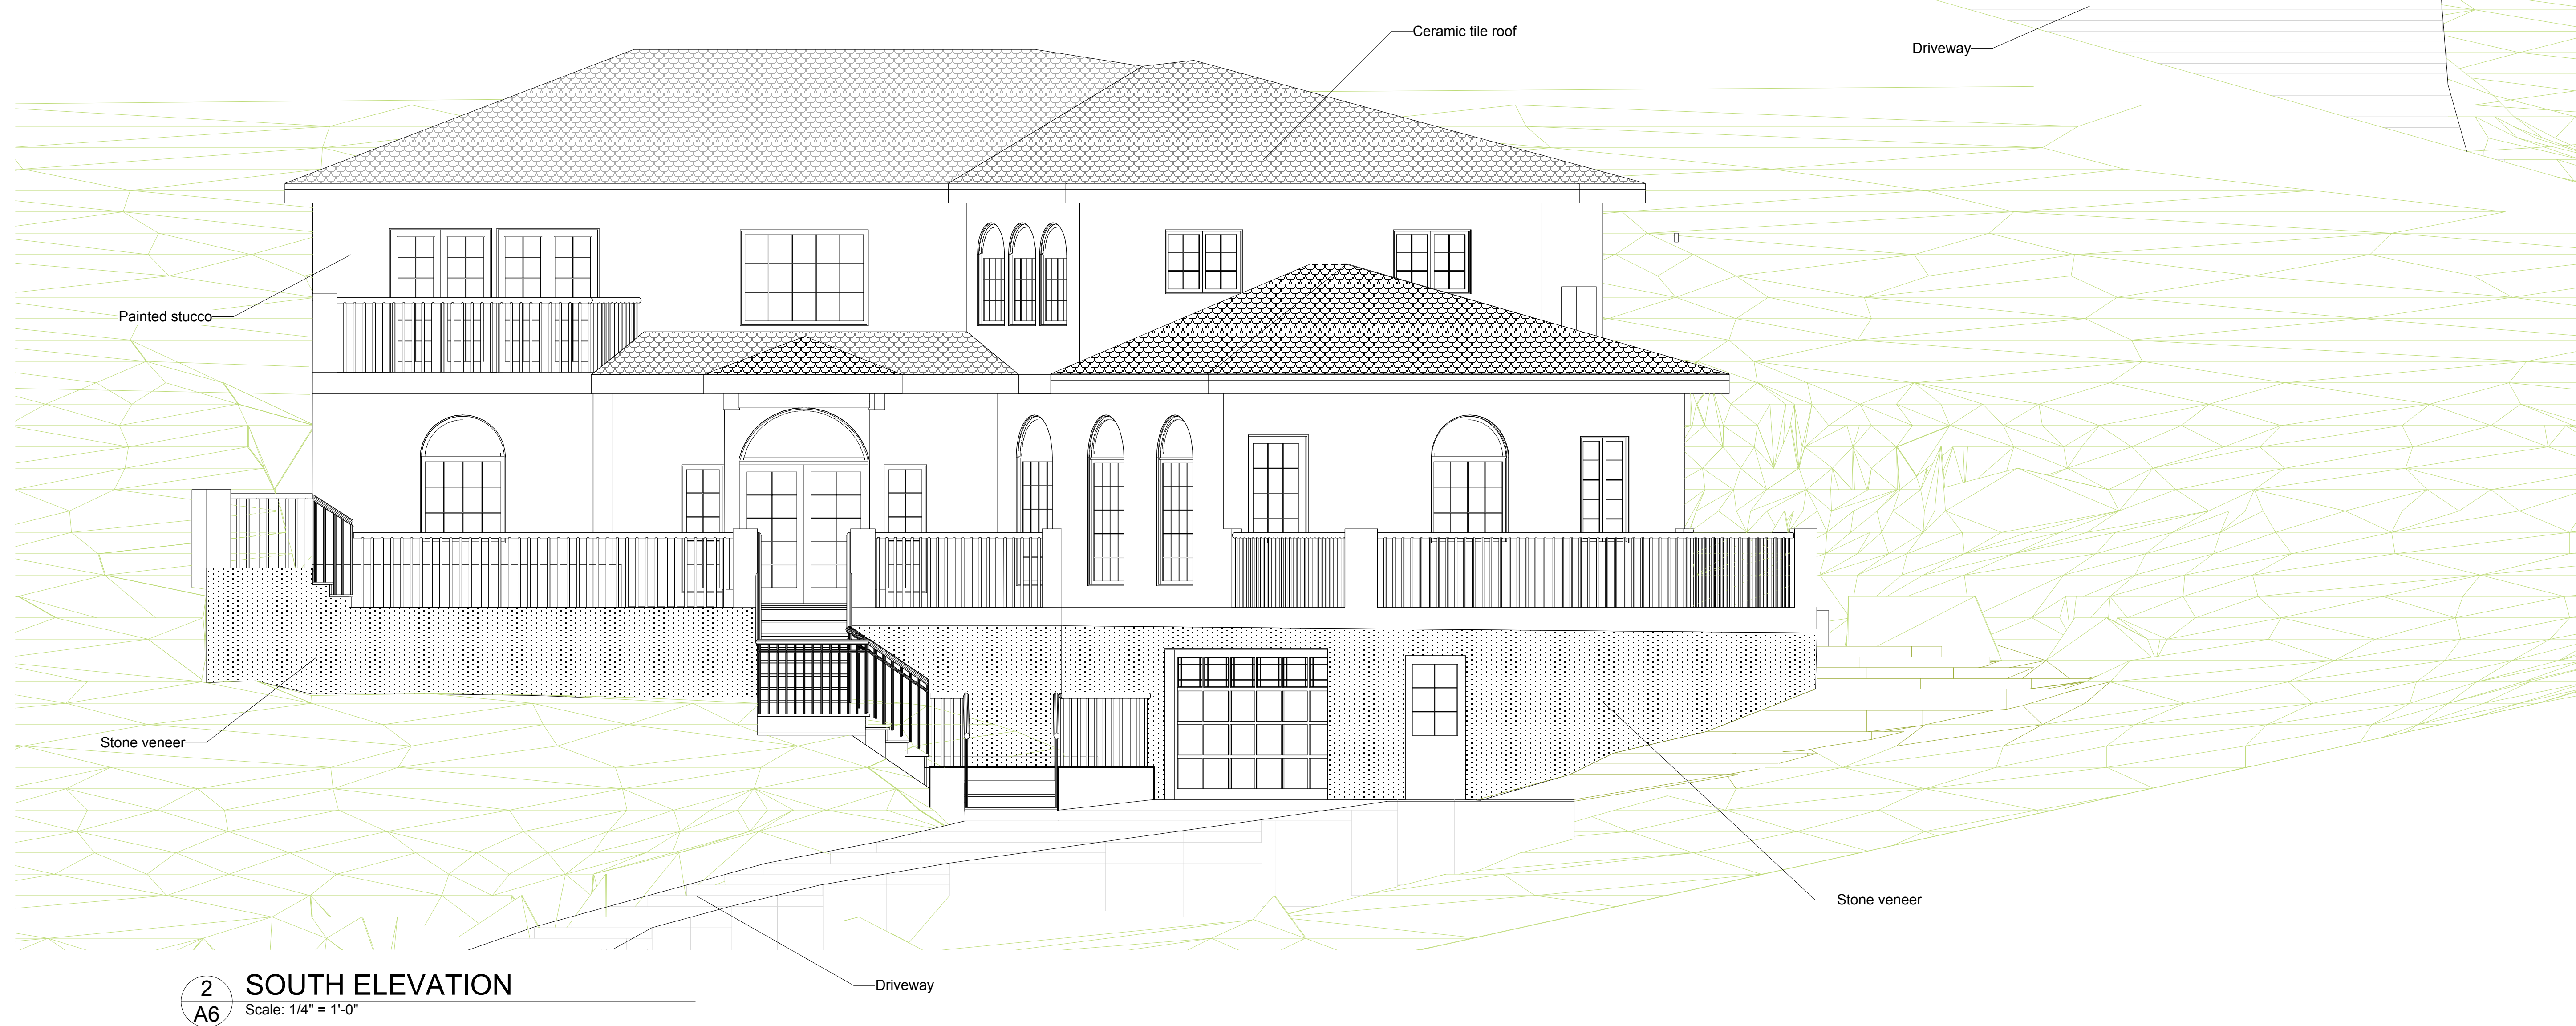 Ceramic tile roof
Driveway
Painted stucco
Stone veneer
Stone veneer
Driveway
2
A6
SOUTH ELEVATION
Scale: 1/4" = 1'-0"